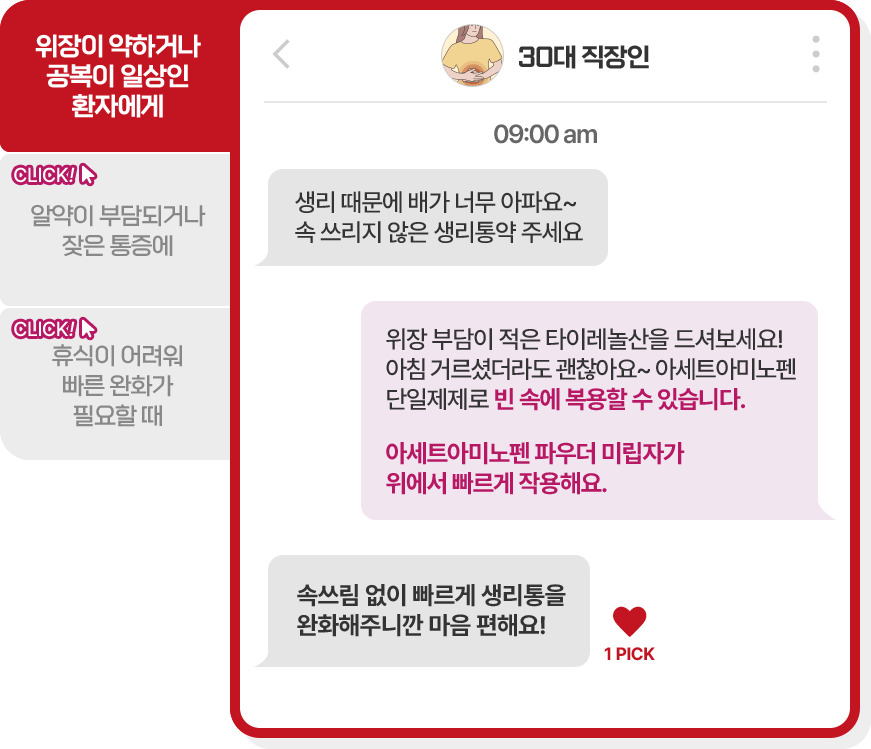 위장이 약하거나
공복이 일상인
환자에게
CLICK!
알약이 부담되거나
잦은 통증에
CLICK!
휴식이 어려워
빠른 완화가
필요할 때
30대 직장인
09:00 am
생리 때문에 배가 너무 아파요~
속 쓰리지 않은 생리통약 주세요
위장 부담이 적은 타이레놀산을 드셔보세요!
아침 거르셨더라도 괜찮아요~ 아세트아미노펜
단일제제로 빈 속에 복용할 수 있습니다.
아세트아미노펜 파우더 미립자가
위에서 빠르게 작용해요.
속쓰림 없이 빠르게 생리통을
완화해주니깐 마음 편해요!
1 PICK